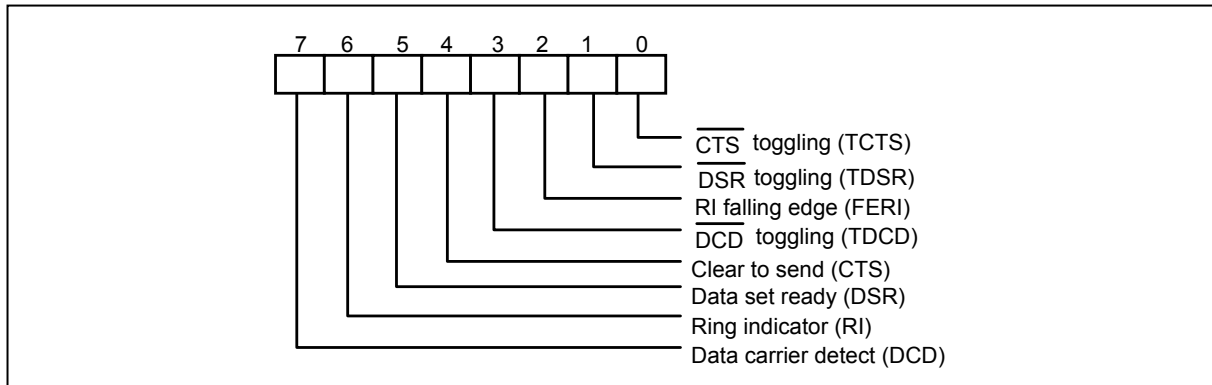 7 6 5 4 3 2 1 0
CTS toggling (TCTS)
DSR toggling (TDSR)
RI falling edge (FERI)
DCD toggling (TDCD)
Clear to send (CTS)
Data set ready (DSR)
Ring indicator (RI)
Data carrier detect (DCD)